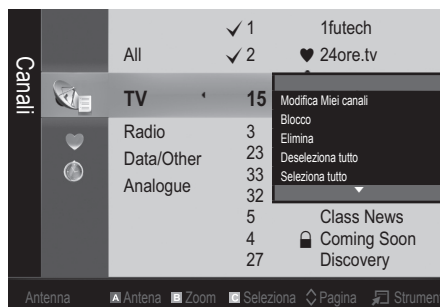 Canali
✓ 1 1futech
All ✓ 2 ♥ 24ore.tv
TV 15
Modifica Miei canali
Blocco
Elimina
Deseleziona tutto
Seleziona tutto
Radio 3
Data/Other 23
Analogue 33
32
5 Class News
4 Coming Soon
27 Discovery
Antenna A Antena B Zoom C Seleziona Pagina Strumen